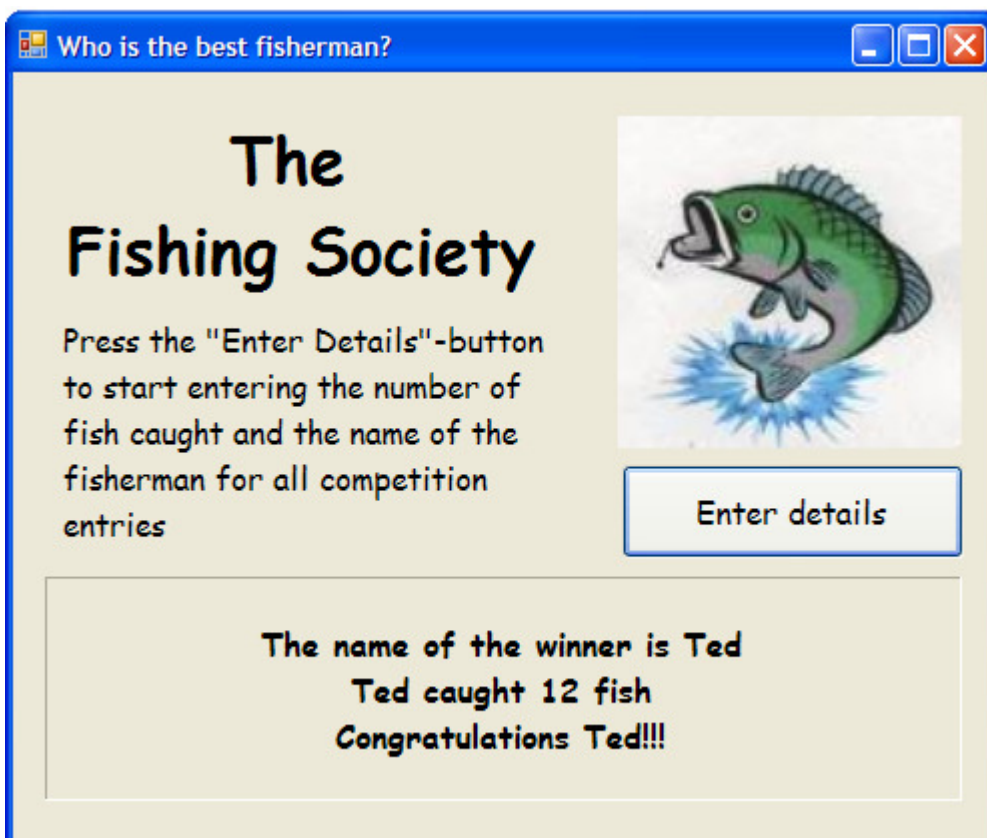 Who is the best fisherman?
The
Fishing Society
Press the "Enter Details"-button
to start entering the number of
fish caught and the name of the
fisherman for all competition
entries
Enter details
The name of the winner is Ted
Ted caught 12 fish
Congratulations Ted!!!